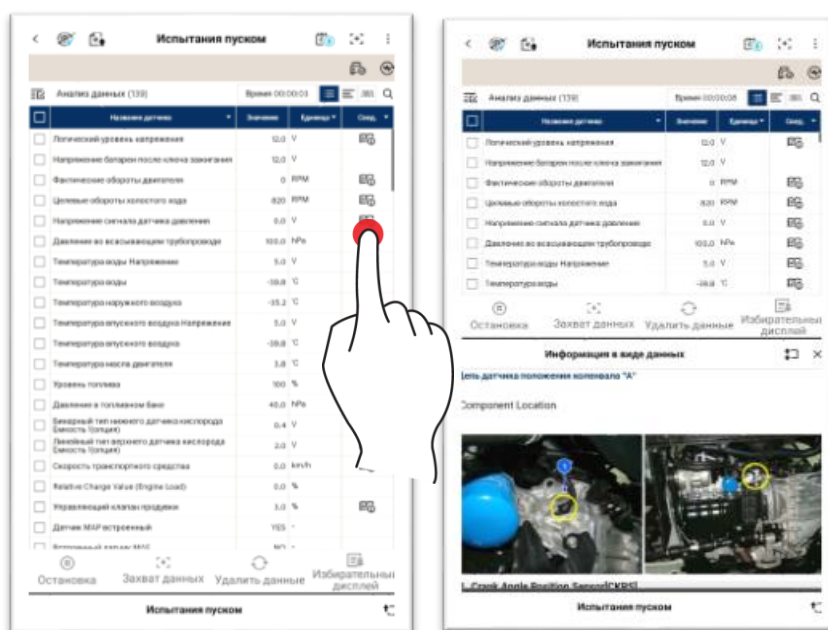 Испытания пуском
Анализ данных (139)
Время 00:00:03
Название датчика
Значение
Единица
Соед.
Логический уровень напряжения 12.0 V
Напряжение батареи после ключа зажигания 12.0 V
Фактические обороты двигателя 0 RPM
Целевые обороты холостого хода 820 RPM
Напряжение сигнала датчика давления 0.0 V
Давление во всасывающем трубопроводе 100.0 hPa
Температура воды Напряжение 5.0 V
Температура воды -39.8 °C
Температура наружного воздуха -35.2 °C
Температура впускного воздуха Напряжение 5.0 V
Температура впускного воздуха -39.8 °C
Температура масла двигателя 3.8 °C
Уровень топлива 100 %
Давление в топливном баке 40.0 hPa
Бинарный тип нижнего датчика кислорода
Емкость 1(опция) 0.4 V
Линейный тип верхнего датчика кислорода
Емкость 1(опция) 2.0 V
Скорость транспортного средства 0.0 km/h
Relative Charge Value (Engine Load) 0.0 %
Управляющий клапан продувки 3.0 %
Датчик MAP встроенный YES -
Встроенный датчик MAF NO -
Остановка
Захват данных
Удалить данные
Избирательный
дисплей
Испытания пуском
Испытания пуском
Анализ данных (139)
Время 00:00:08
Название датчика
Значение
Единица
Соед.
Логический уровень напряжения 12.0 V
Напряжение батареи после ключа зажигания 12.0 V
Фактические обороты двигателя 0 RPM
Целевые обороты холостого хода 820 RPM
Напряжение сигнала датчика давления 0.0 V
Давление во всасывающем трубопроводе 100.0 hPa
Температура воды Напряжение 5.0 V
Температура воды -39.8 °C
Остановка
Захват данных
Удалить данные
Избирательный
дисплей
Информация в виде данных
Цепь датчика положения коленвала "A"
Component Location
1. Crank Angle Position Sensor[CKPS]
Испытания пуском